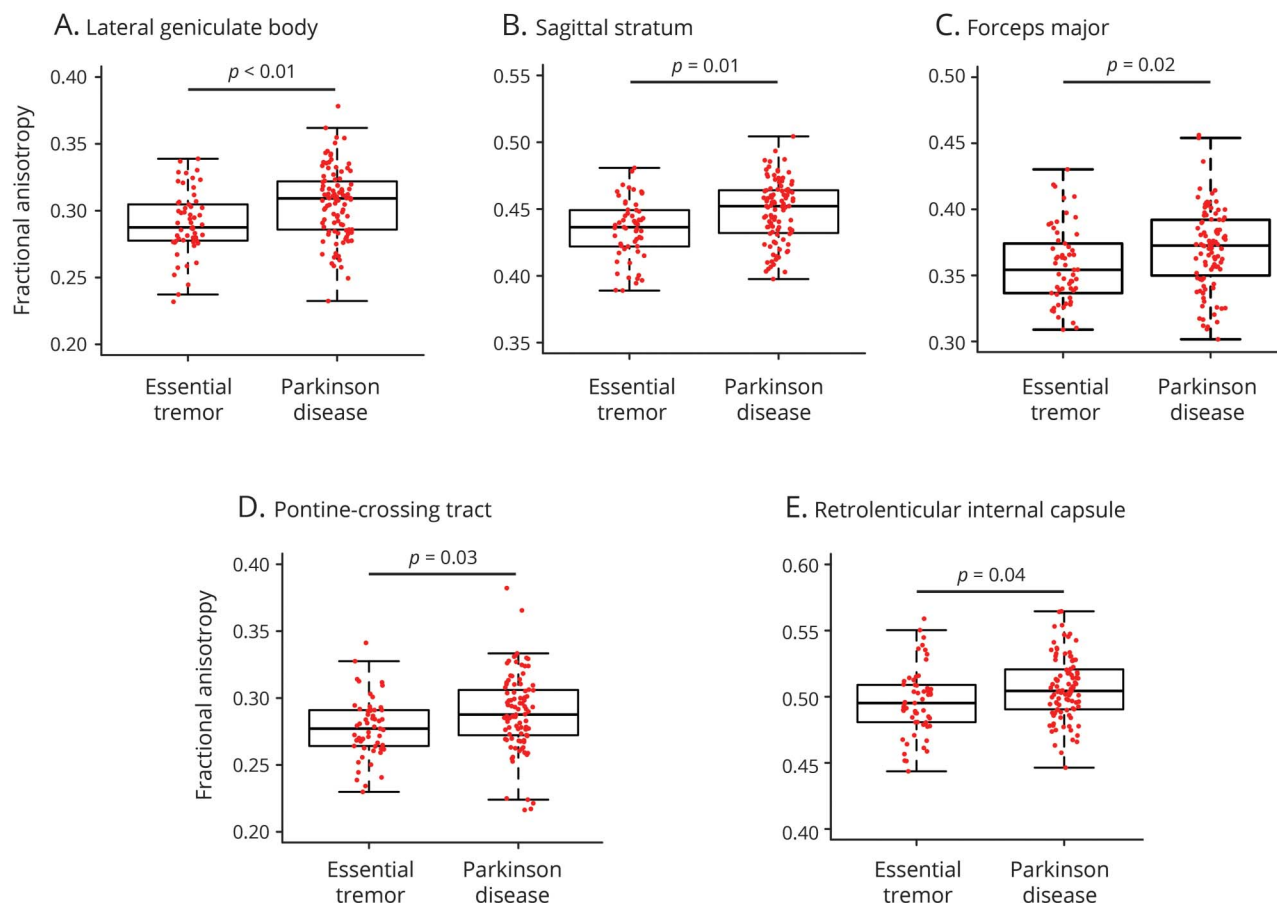 A. Lateral geniculate body
p < 0.01
Fractional anisotropy
0.40
0.35
0.30
0.25
0.20
Essential
tremor
Parkinson
disease
B. Sagittal stratum
p = 0.01
0.55
0.50
0.45
0.40
0.35
Essential
tremor
Parkinson
disease
C. Forceps major
p = 0.02
0.50
0.45
0.40
0.35
0.30
Essential
tremor
Parkinson
disease
D. Pontine-crossing tract
p = 0.03
Fractional anisotropy
0.40
0.35
0.30
0.25
0.20
Essential
tremor
Parkinson
disease
E. Retrolenticular internal capsule
p = 0.04
0.60
0.55
0.50
0.45
0.40
Essential
tremor
Parkinson
disease